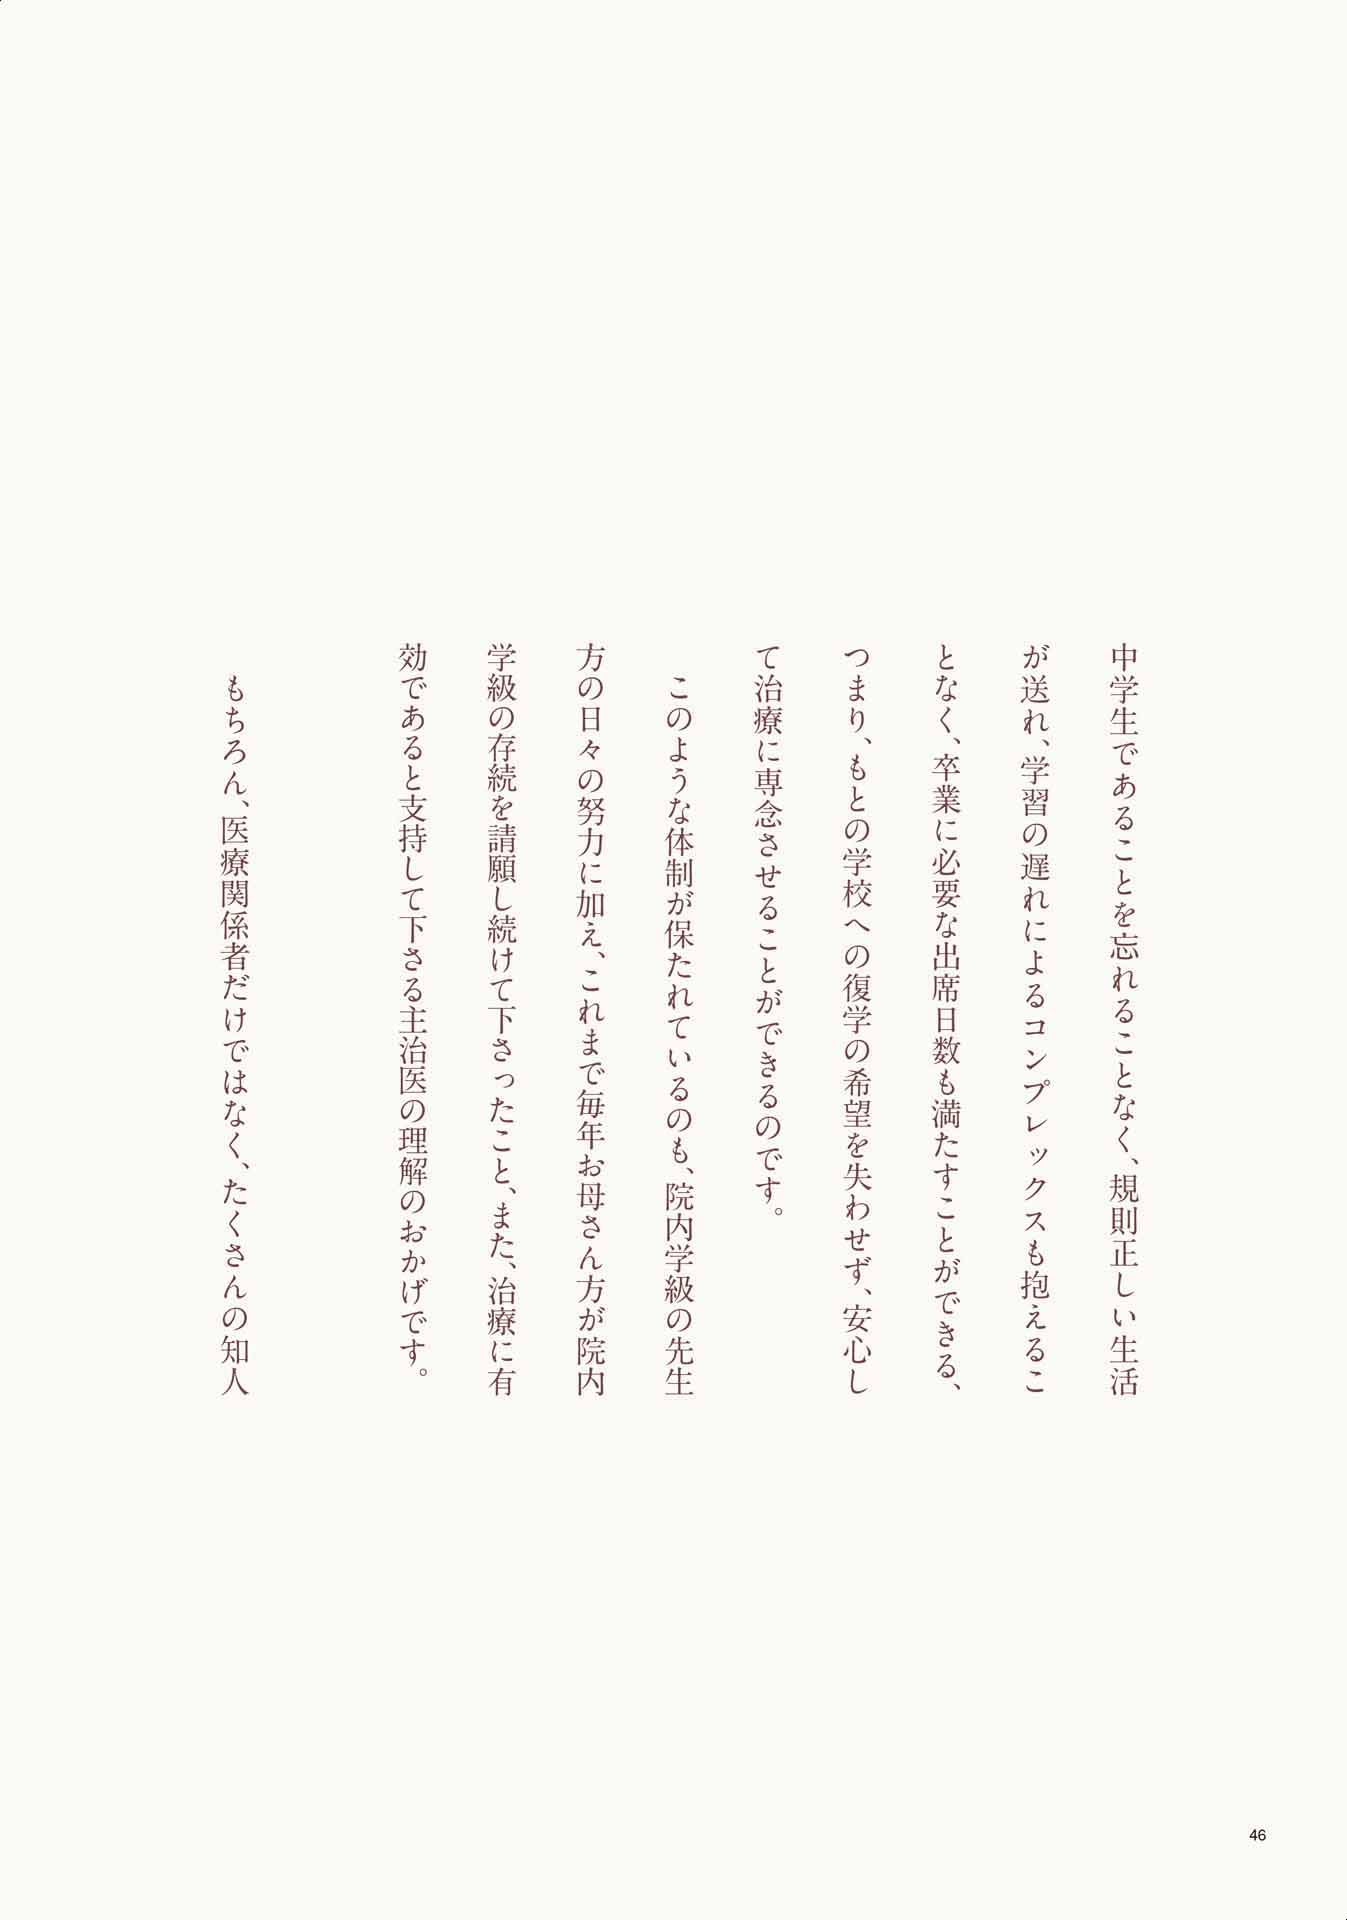 中学生であることを忘れることなく、規則正しい生活
が送れ、学習の遅れによるコンプレックスも抱えるこ
となく、卒業に必要な出席日数も満たすことができる、
つまり、もとの学校への復学の希望を失わせず、安心し
て治療に専念させることができるのです。
このような体制が保たれているのも、院内学級の先生
方の日々の努力に加え、これまで毎年お母さん方が院内
学級の存続を請願し続けて下さったこと、また、治療に有
効であると支持して下さる主治医の理解のおかげです。
もちろん、医療関係者だけではなく、たくさんの知人
46